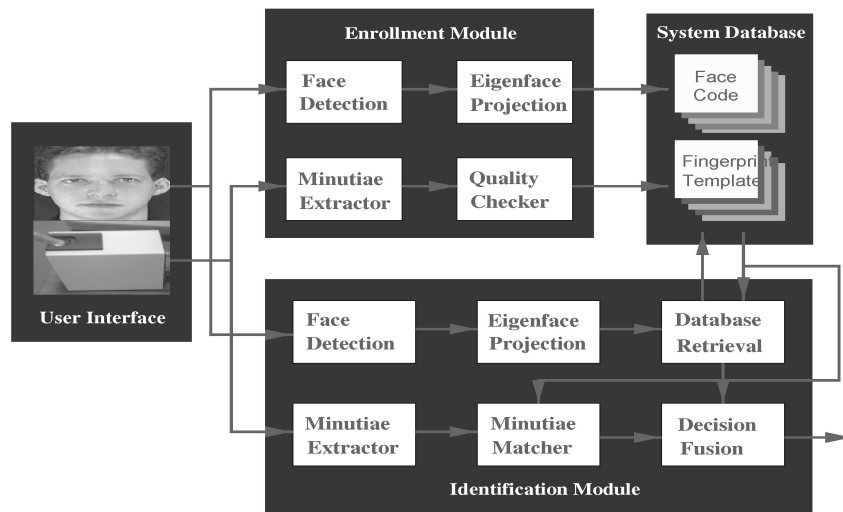 Enrollment Module
System Database
Face
Detection
Eigenface
Projection
Face
Code
Minutiae
Extractor
Quality
Checker
Fingerprint
Template
User Interface
Face
Detection
Eigenface
Projection
Database
Retrieval
Minutiae
Extractor
Minutiae
Matcher
Decision
Fusion
Identification Module